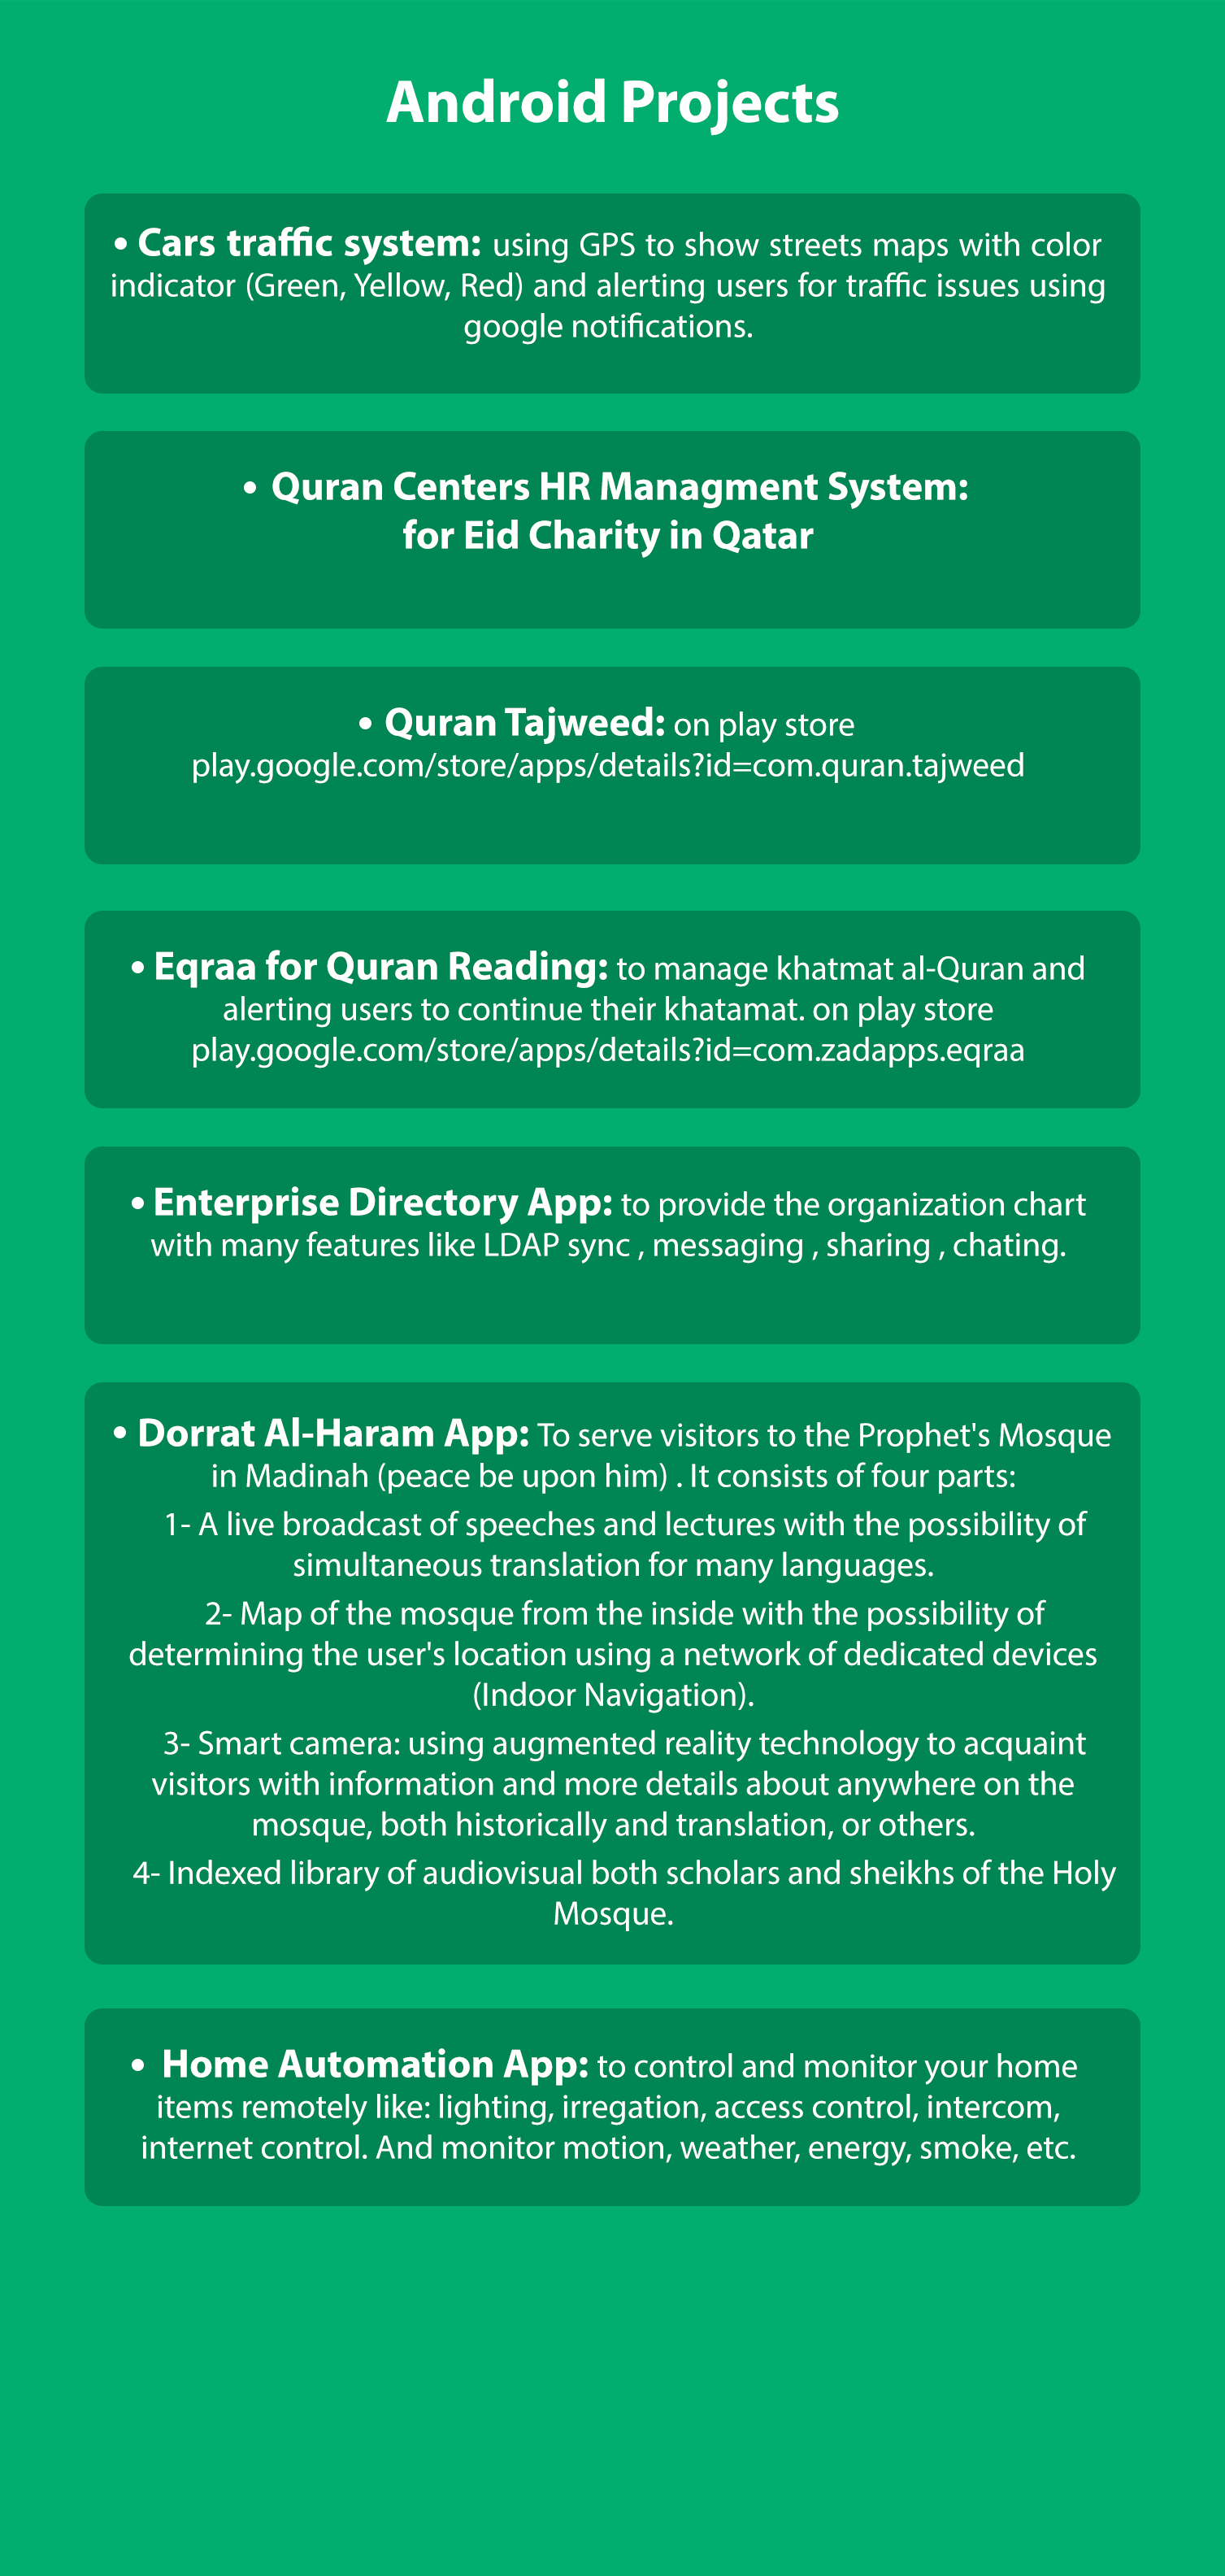 Android Projects
• Cars traffic system: using GPS to show streets maps with color
indicator (Green, Yellow, Red) and alerting users for traffic issues using
google notifications.
• Quran Centers HR Managment System:
for Eid Charity in Qatar
• Quran Tajweed: on play store
play.google.com/store/apps/details?id=com.quran.tajweed
• Eqraa for Quran Reading: to manage khatmat al-Quran and
alerting users to continue their khatamat. on play store
play.google.com/store/apps/details?id=com.zadapps.eqraa
• Enterprise Directory App: to provide the organization chart
with many features like LDAP sync , messaging , sharing , chating.
• Dorrat Al-Haram App: To serve visitors to the Prophet's Mosque
in Madinah (peace be upon him) . It consists of four parts:
1- A live broadcast of speeches and lectures with the possibility of
simultaneous translation for many languages.
2- Map of the mosque from the inside with the possibility of
determining the user's location using a network of dedicated devices
(Indoor Navigation).
3- Smart camera: using augmented reality technology to acquaint
visitors with information and more details about anywhere on the
mosque, both historically and translation, or others.
4- Indexed library of audiovisual both scholars and sheikhs of the Holy
Mosque.
• Home Automation App: to control and monitor your home
items remotely like: lighting, irregation, access control, intercom,
internet control. And monitor motion, weather, energy, smoke, etc.